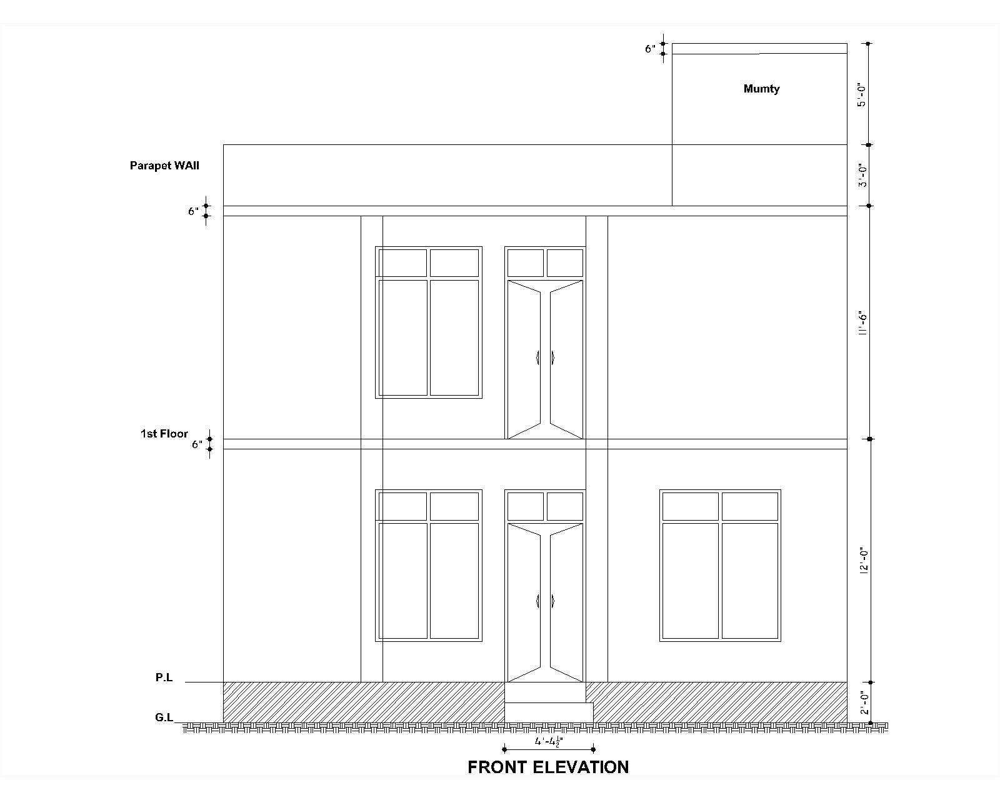 6"
Mumty
5'-0"
Parapet WAll
3'-0"
6"
11'-6"
1st Floor
6"
12'-0"
P.L
2'-0"
G.L
4'-4½"
FRONT ELEVATION